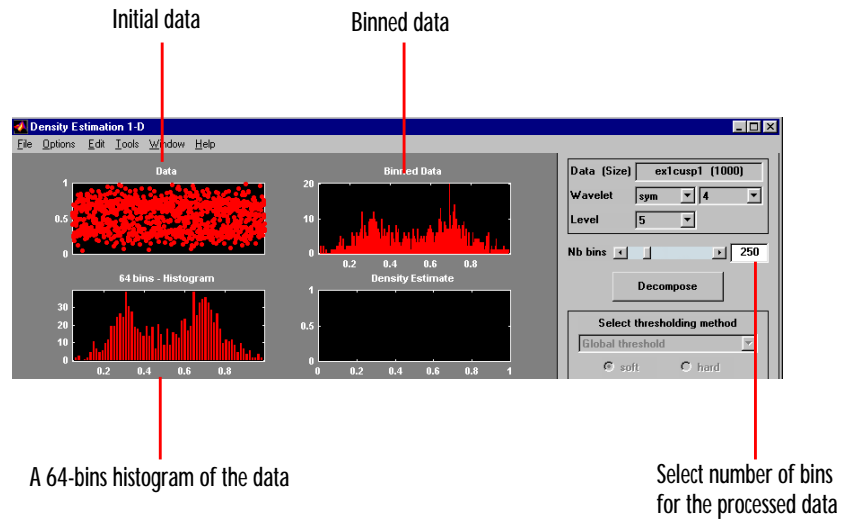 Initial data
Binned data
Density Estimation 1-D
File Options Edit Tools Window Help
Data
1
0.5
0
Binned Data
20
10
0
0.2 0.4 0.6 0.8
64 bins - Histogram
30
20
10
0
0.2 0.4 0.6 0.8
Density Estimate
1
0.5
0
0 0.2 0.4 0.6 0.8 1
Data (Size) ex1cusp1 (1000)
Wavelet sym 4
Level 5
Nb bins 250
Decompose
Select thresholding method
Global threshold
soft hard
A 64-bins histogram of the data
Select number of bins
for the processed data